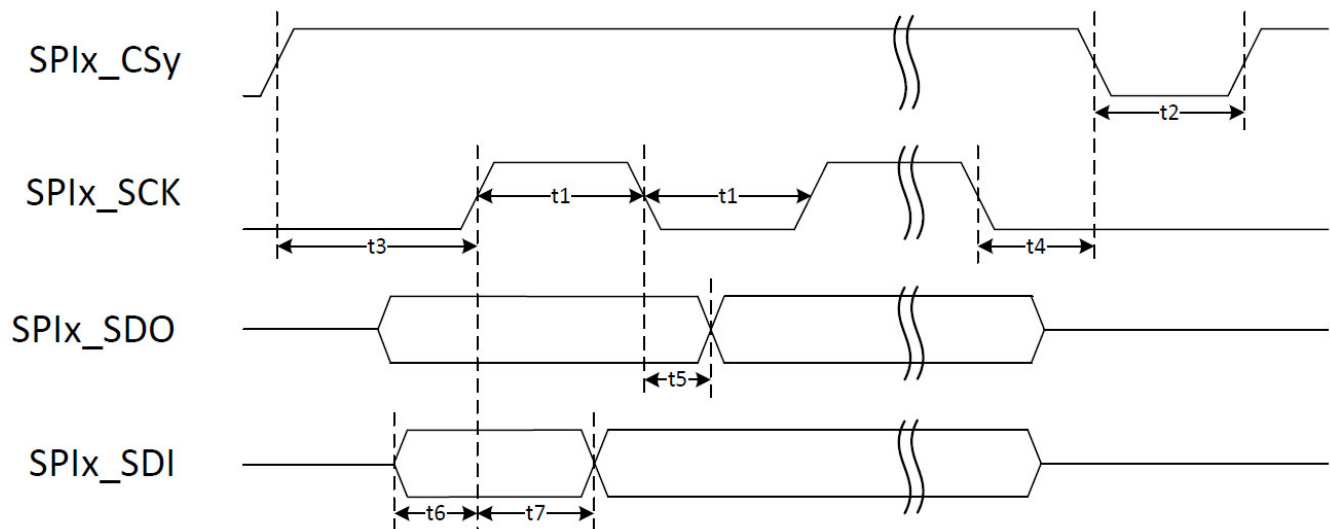 SPIx_CSy
t2
SPIx_SCK
t1 t1
t3 t4
SPIx_SDO
t5
SPIx_SDI
t6 t7